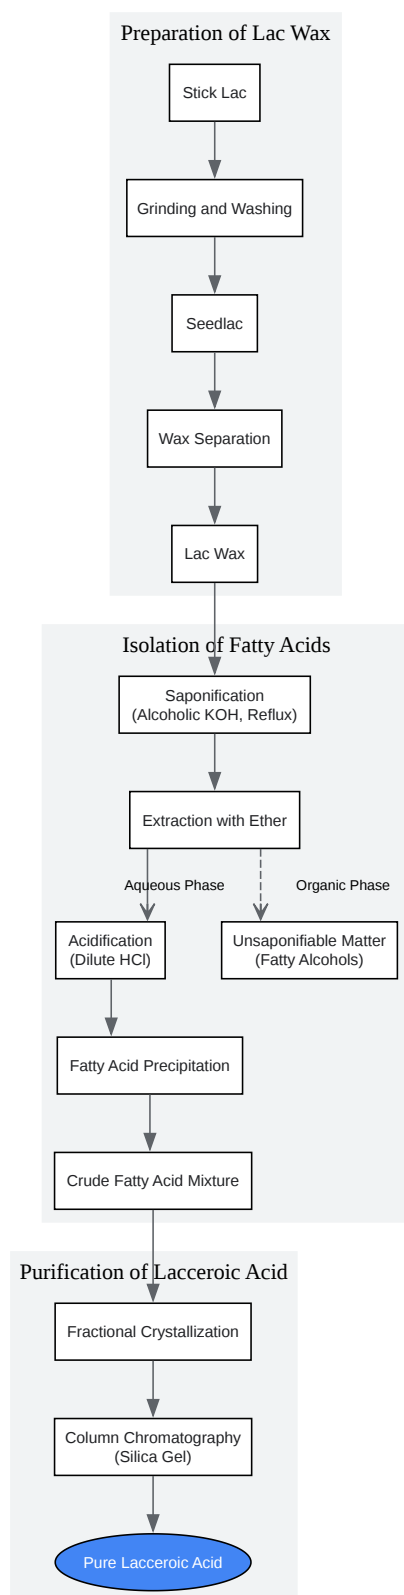 Preparation of Lac Wax
Stick Lac
Grinding and Washing
Seedlac
Wax Separation
Lac Wax
Isolation of Fatty Acids
Saponification
(Alcoholic KOH, Reflux)
Extraction with Ether
Aqueous Phase
Organic Phase
Acidification
(Dilute HCl)
Unsaponifiable Matter
(Fatty Alcohols)
Fatty Acid Precipitation
Crude Fatty Acid Mixture
Purification of Lacceroic Acid
Fractional Crystallization
Column Chromatography
(Silica Gel)
Pure Lacceroic Acid